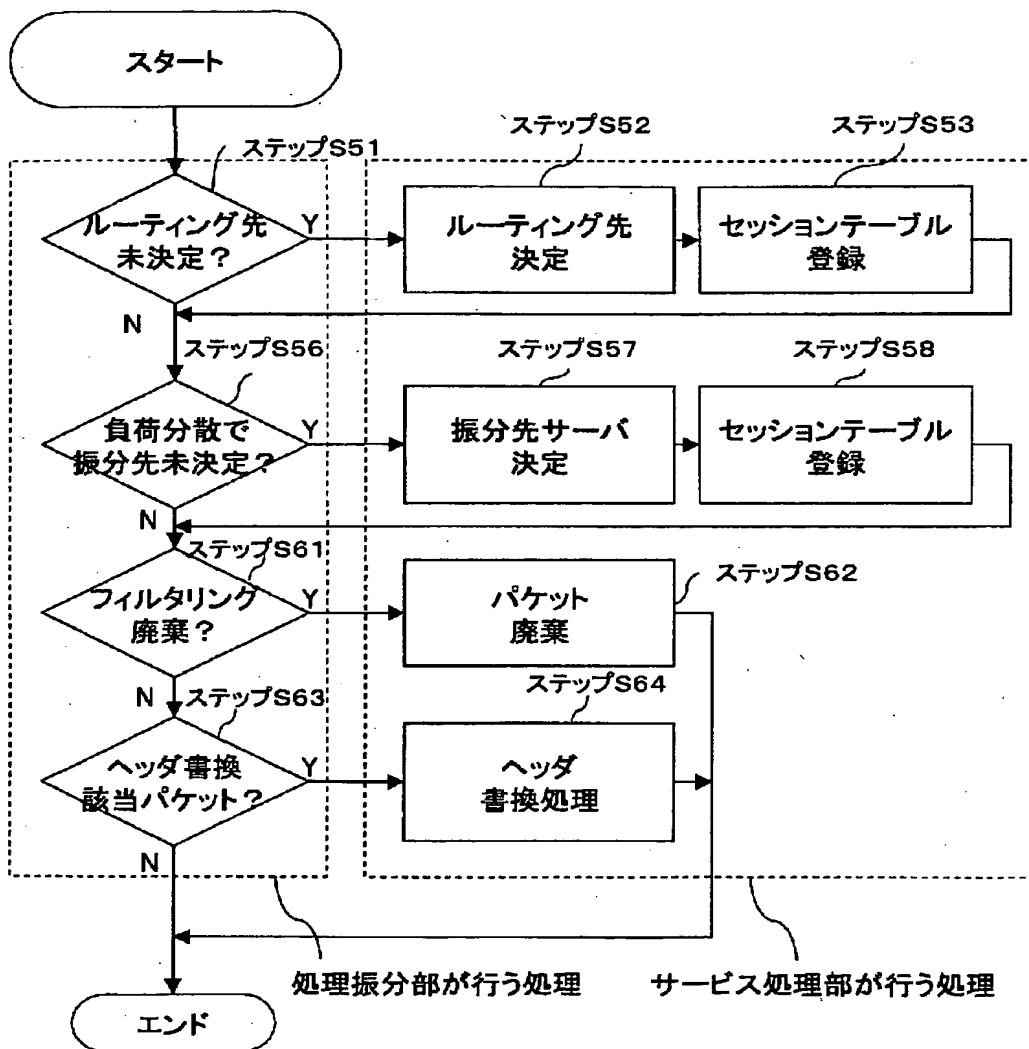 スタート
ステップS51
ステップS52
ステップS53
ルーティング先
未決定?
Y
ルーティング先
決定
セッションテーブル
登録
N
ステップS56
ステップS57
ステップS58
負荷分散で
振分先未決定?
Y
振分先サーバ
決定
セッションテーブル
登録
N
ステップS61
フィルタリング
廃棄?
Y
パケット
廃棄
ステップS62
N
ステップS63
ステップS64
ヘッダ書換
該当パケット?
Y
ヘッダ
書換処理
N
処理振分部が行う処理
サービス処理部が行う処理
エンド